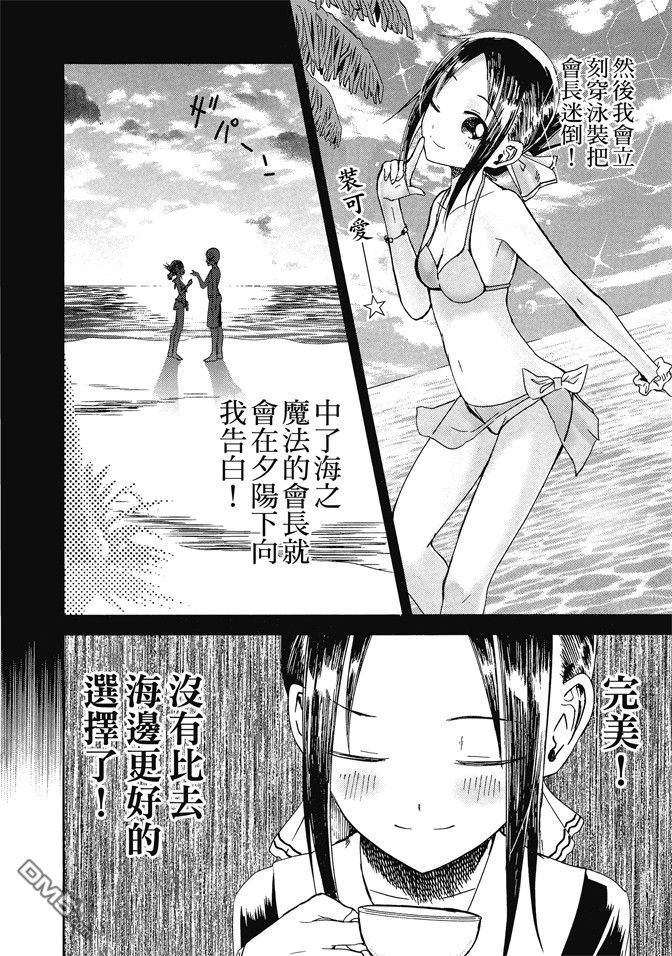 然後我會立
刻穿泳裝把
會長迷倒！
裝可愛──☆
ザパーン
中了海之
魔法的會長就
會在夕陽下向
我告白！
完美！
沒有比去
海邊更好的
選擇了！